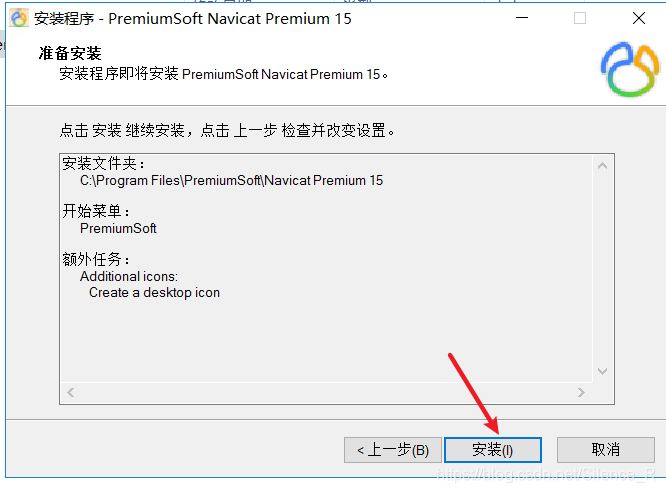 安装程序 - PremiumSoft Navicat Premium 15
准备安装
安装程序即将安装 PremiumSoft Navicat Premium 15。
点击 安装 继续安装，点击 上一步 检查并改变设置。
安装文件夹：
C:\Program Files\PremiumSoft\Navicat Premium 15
开始菜单：
PremiumSoft
额外任务：
Additional icons:
Create a desktop icon
< 上一步(B)
安装(I)
取消
https://blog.csdn.net/Silence_R